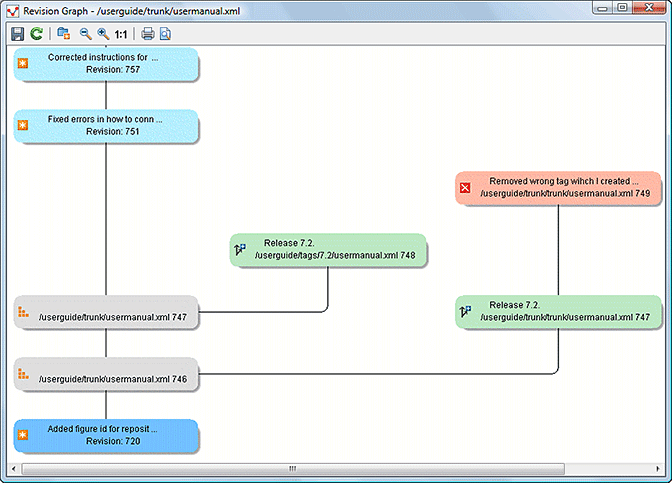 Revision Graph - /userguide/trunk/usermanual.xml
1:1
Corrected instructions for ...
Revision: 757
Fixed errors in how to conn ...
Revision: 751
Removed wrong tag wihch I created ...
/userguide/trunk/trunk/usermanual.xml 749
Release 7.2.
/userguide/tags/7.2/usermanual.xml 748
/userguide/trunk/usermanual.xml 747
Release 7.2.
/userguide/trunk/trunk/usermanual.xml 747
/userguide/trunk/usermanual.xml 746
Added figure id for reposit ...
Revision: 720